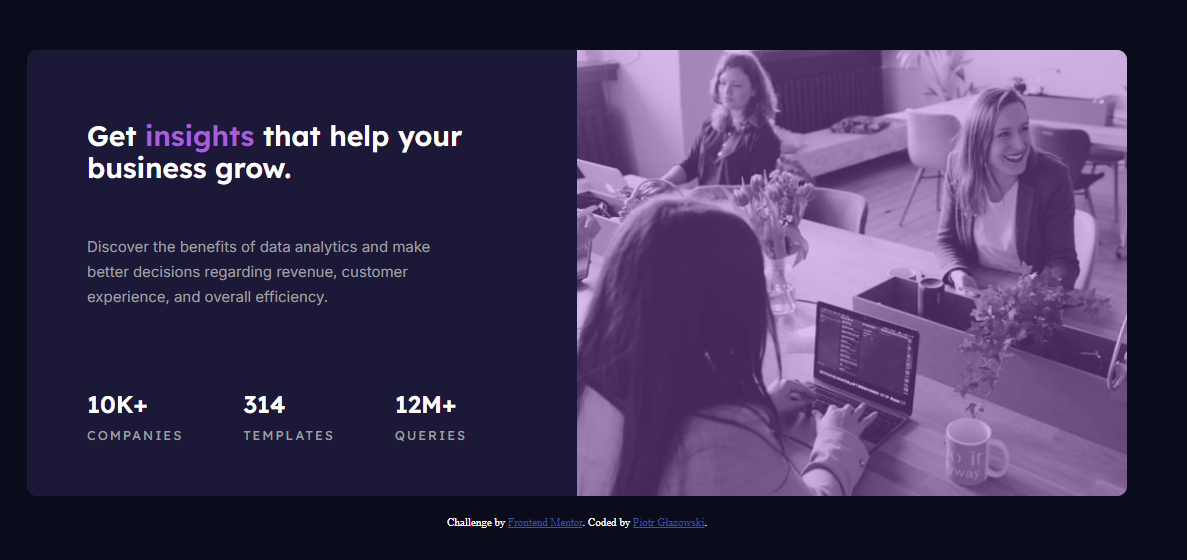 Get insights that help your
business grow.
Discover the benefits of data analytics and make
better decisions regarding revenue, customer
experience, and overall efficiency.
10K+ 314 12M+
COMPANIES TEMPLATES QUERIES
Challenge by Frontend Mentor. Coded by Piotr Głazowski.